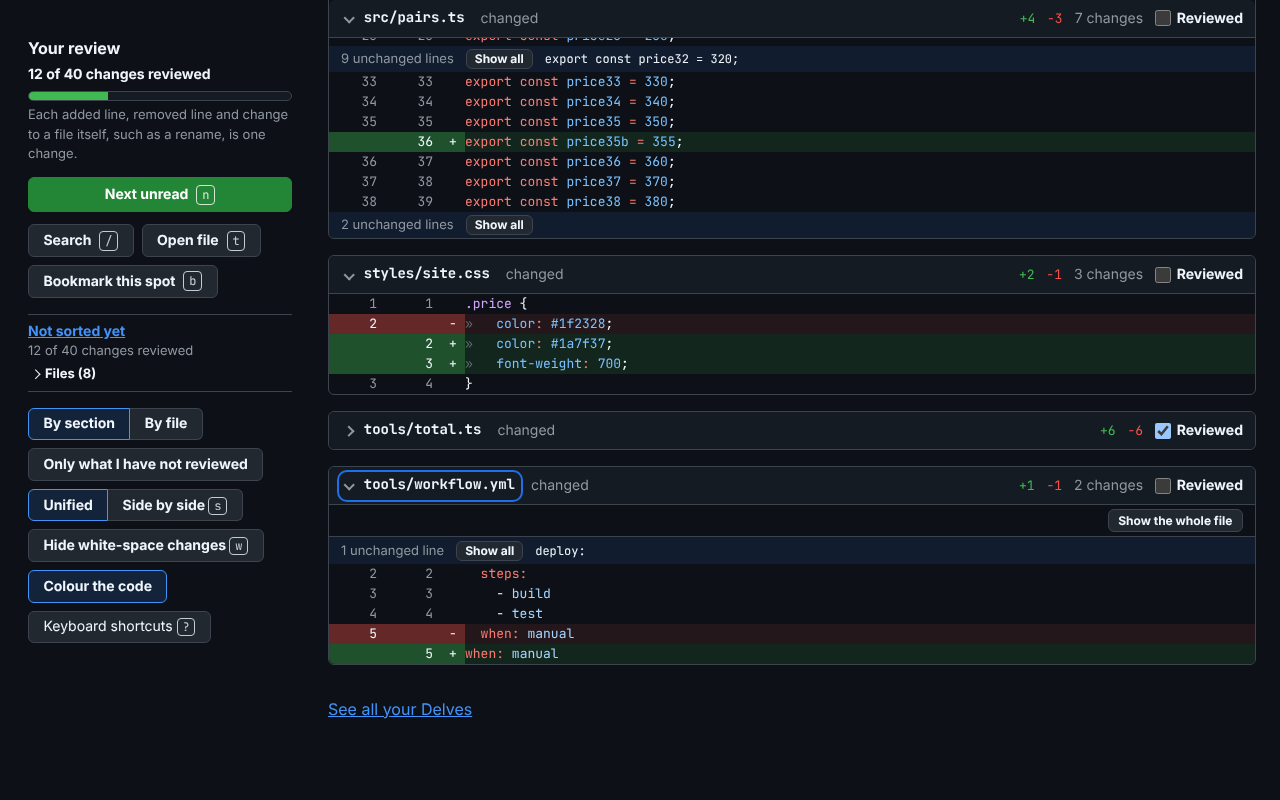 Your review
12 of 40 changes reviewed
Each added line, removed line and change
to a file itself, such as a rename, is one
change.
Next unread n
Search /
Open file t
Bookmark this spot b
Not sorted yet
12 of 40 changes reviewed
Files (8)
By section
By file
Only what I have not reviewed
Unified
Side by side s
Hide white-space changes w
Colour the code
Keyboard shortcuts ?
src/pairs.ts changed +4 -3 7 changes Reviewed
9 unchanged lines Show all export const price32 = 320;
33 33 export const price33 = 330;
34 34 export const price34 = 340;
35 35 export const price35 = 350;
36 + export const price35b = 355;
36 37 export const price36 = 360;
37 38 export const price37 = 370;
38 39 export const price38 = 380;
2 unchanged lines Show all
styles/site.css changed +2 -1 3 changes Reviewed
1 1 .price {
2 - » color: #1f2328;
2 + » color: #1a7f37;
3 + » font-weight: 700;
3 4 }
tools/total.ts changed +6 -6 Reviewed
tools/workflow.yml changed +1 -1 2 changes Reviewed
Show the whole file
1 unchanged line Show all deploy:
2 2 steps:
3 3 - build
4 4 - test
5 - when: manual
5 + when: manual
See all your Delves